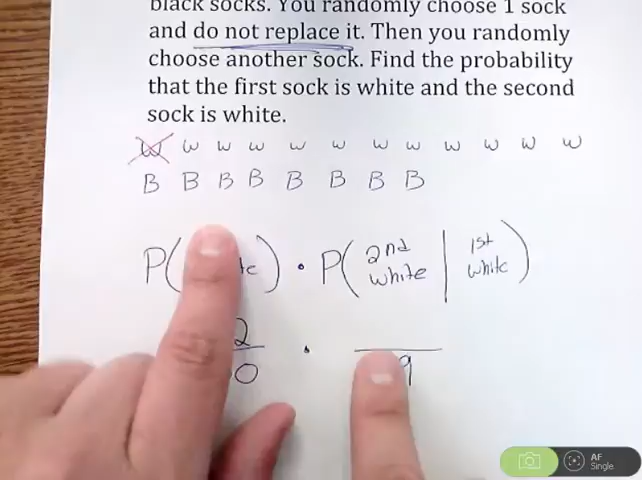 black socks. You randomly choose 1 sock
and do not replace it. Then you randomly
choose another sock. Find the probability
that the first sock is white and the second
sock is white.
W W W W W W W W W W W W
B B B B B B B B
P( ) · P( 2nd white | 1st white )
2 ·
0 9
AF
Single